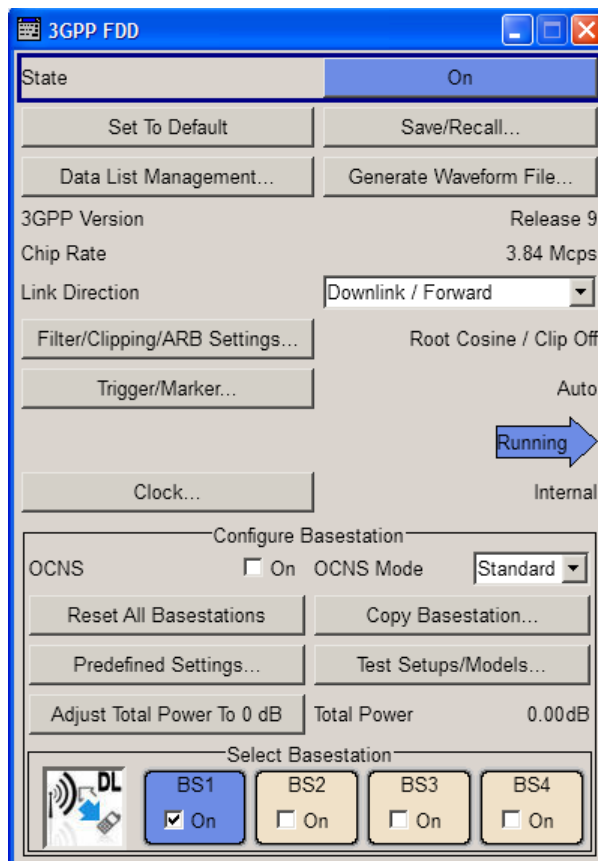 3GPP FDD
State On
Set To Default Save/Recall...
Data List Management... Generate Waveform File...
3GPP Version Release 9
Chip Rate 3.84 Mcps
Link Direction Downlink / Forward
Filter/Clipping/ARB Settings... Root Cosine / Clip Off
Trigger/Marker... Auto
Running
Clock... Internal
Configure Basestation
OCNS On OCNS Mode Standard
Reset All Basestations Copy Basestation...
Predefined Settings... Test Setups/Models...
Adjust Total Power To 0 dB Total Power 0.00dB
Select Basestation
DL BS1 BS2 BS3 BS4
On On On On